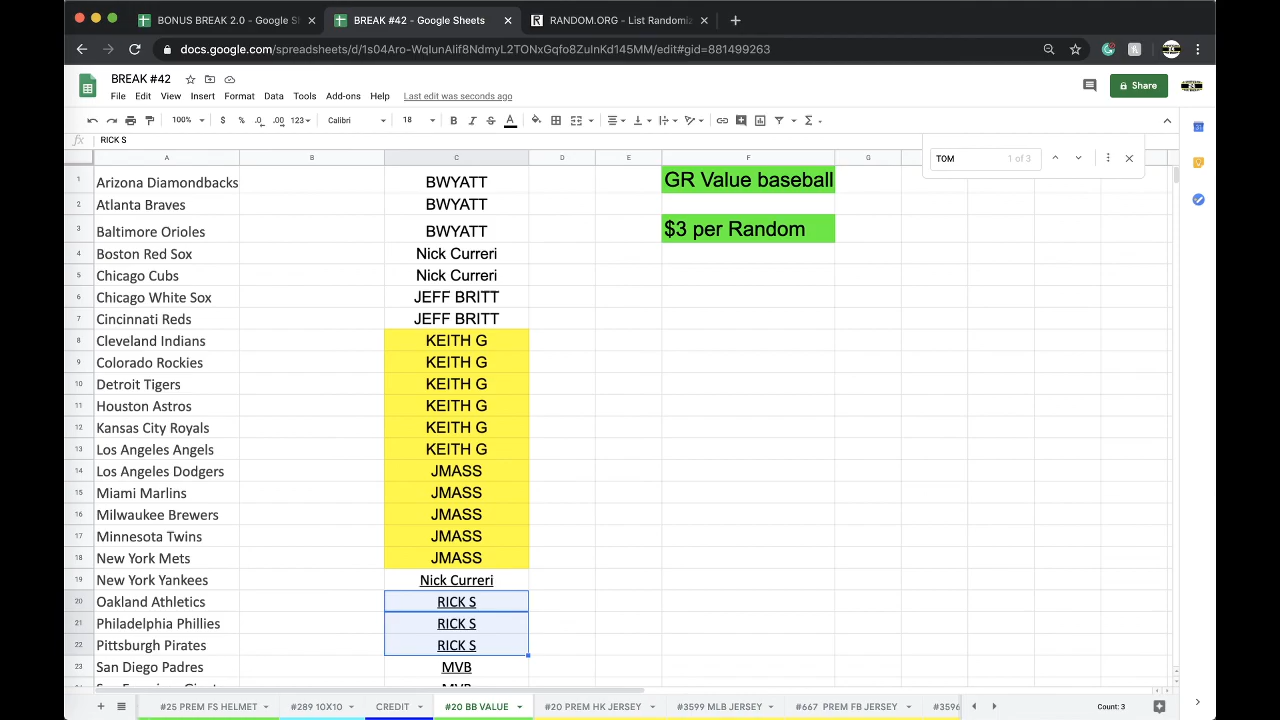 BONUS BREAK 2.0 - Google S
BREAK #42 - Google Sheets
RANDOM.ORG - List Randomiz
docs.google.com/spreadsheets/d/1s04Aro-WqlunAlif8NdmyL2TONxGqfo8ZuInKd145MM/edit#gid=881499263
BREAK #42
File Edit View Insert Format Data Tools Add-ons Help Last edit was seconds ago
Share
100% $ % .0 .00 123 Calibri 18 B I S A
fx RICK S
TOM 1 of 3
A B C D E F G
1 Arizona Diamondbacks BWYATT GR Value baseball
2 Atlanta Braves BWYATT
3 Baltimore Orioles BWYATT $3 per Random
4 Boston Red Sox Nick Curreri
5 Chicago Cubs Nick Curreri
6 Chicago White Sox JEFF BRITT
7 Cincinnati Reds JEFF BRITT
8 Cleveland Indians KEITH G
9 Colorado Rockies KEITH G
10 Detroit Tigers KEITH G
11 Houston Astros KEITH G
12 Kansas City Royals KEITH G
13 Los Angeles Angels KEITH G
14 Los Angeles Dodgers JMASS
15 Miami Marlins JMASS
16 Milwaukee Brewers JMASS
17 Minnesota Twins JMASS
18 New York Mets JMASS
19 New York Yankees Nick Curreri
20 Oakland Athletics RICK S
21 Philadelphia Phillies RICK S
22 Pittsburgh Pirates RICK S
23 San Diego Padres MVB
#25 PREM FS HELMET #289 10X10 CREDIT #20 BB VALUE #20 PREM HK JERSEY #3599 MLB JERSEY #667 PREM FB JERSEY #3596 Count: 3